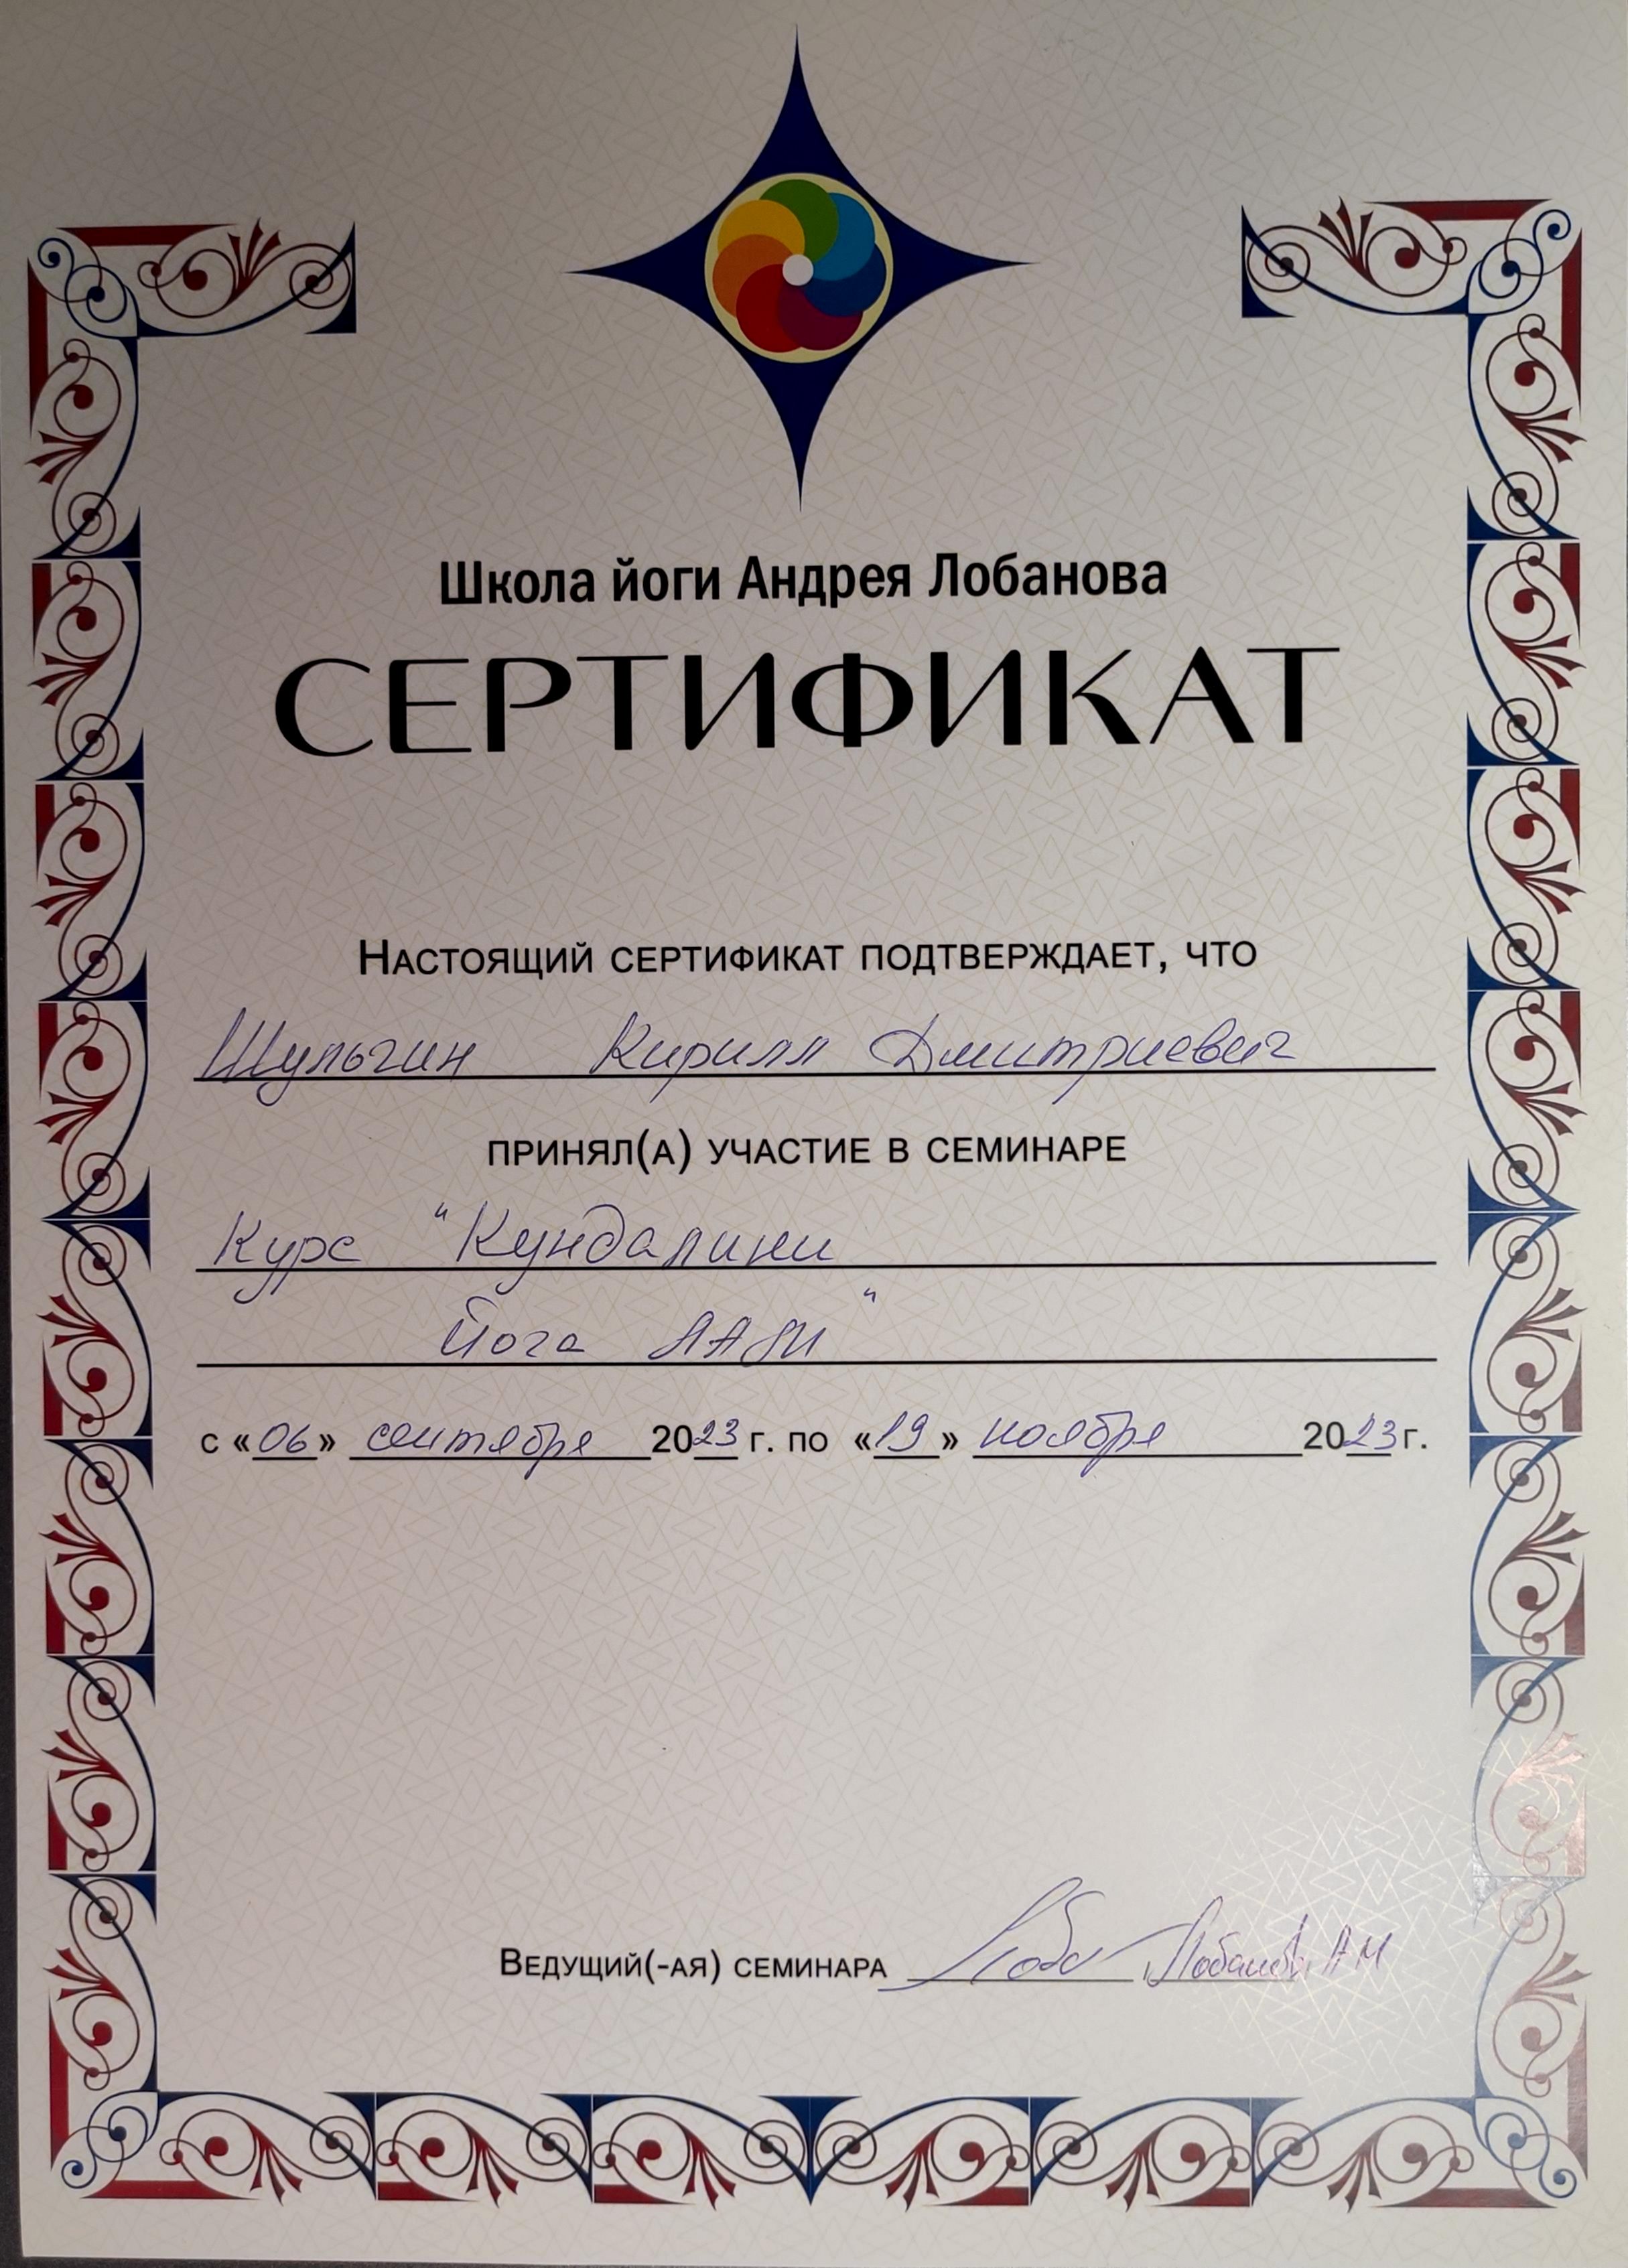 Школа йоги Андрея Лобанова
СЕРТИФИКАТ
Настоящий сертификат подтверждает, что
Шульгин Кирилл Дмитриевич
принял(а) участие в семинаре
Курс "Кундалини
Йога"
с «06» сентября 2023 г. по «19» ноября 2023 г.
Ведущий(-ая) семинара Лобанов А М